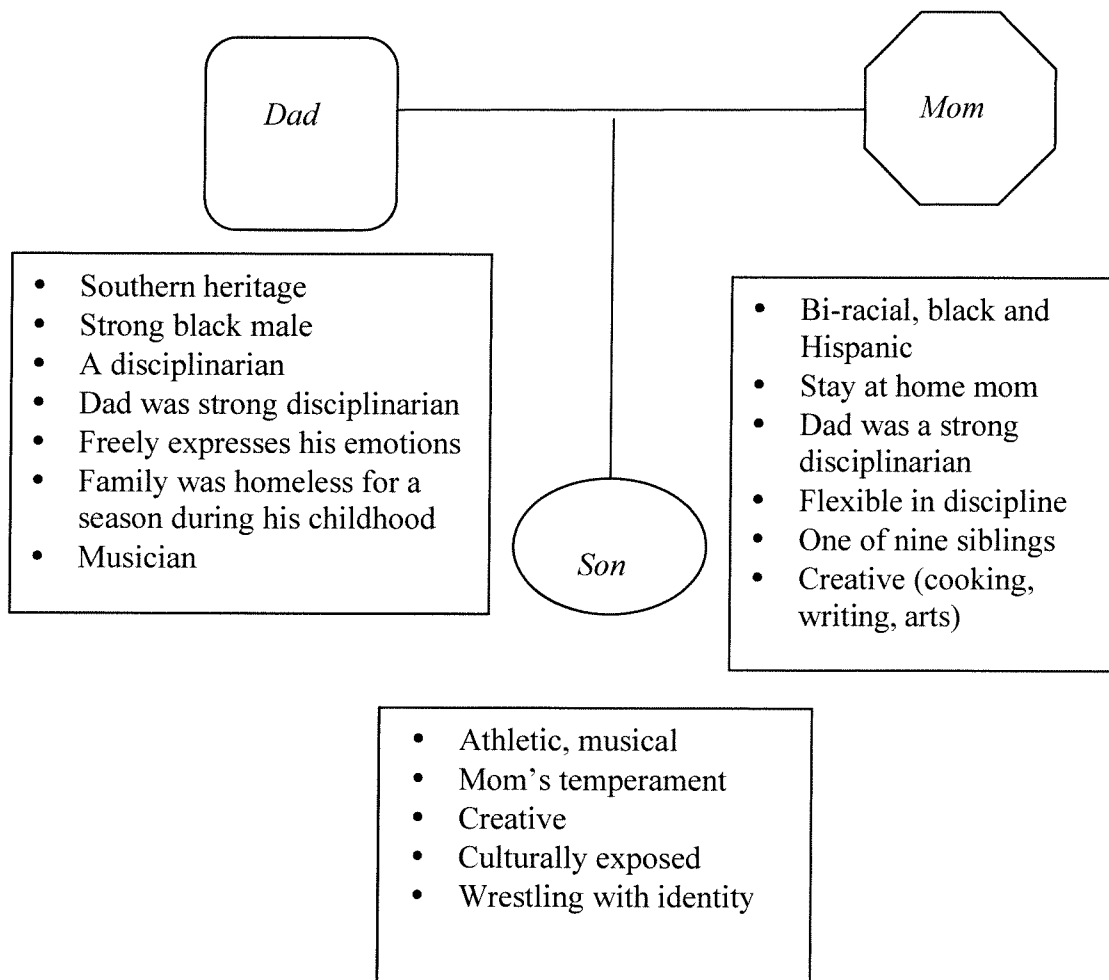 Dad
Mom
• Southern heritage
• Strong black male
• A disciplinarian
• Dad was strong disciplinarian
• Freely expresses his emotions
• Family was homeless for a
season during his childhood
• Musician
• Bi-racial, black and
Hispanic
• Stay at home mom
• Dad was a strong
disciplinarian
• Flexible in discipline
• One of nine siblings
• Creative (cooking,
writing, arts)
Son
• Athletic, musical
• Mom’s temperament
• Creative
• Culturally exposed
• Wrestling with identity